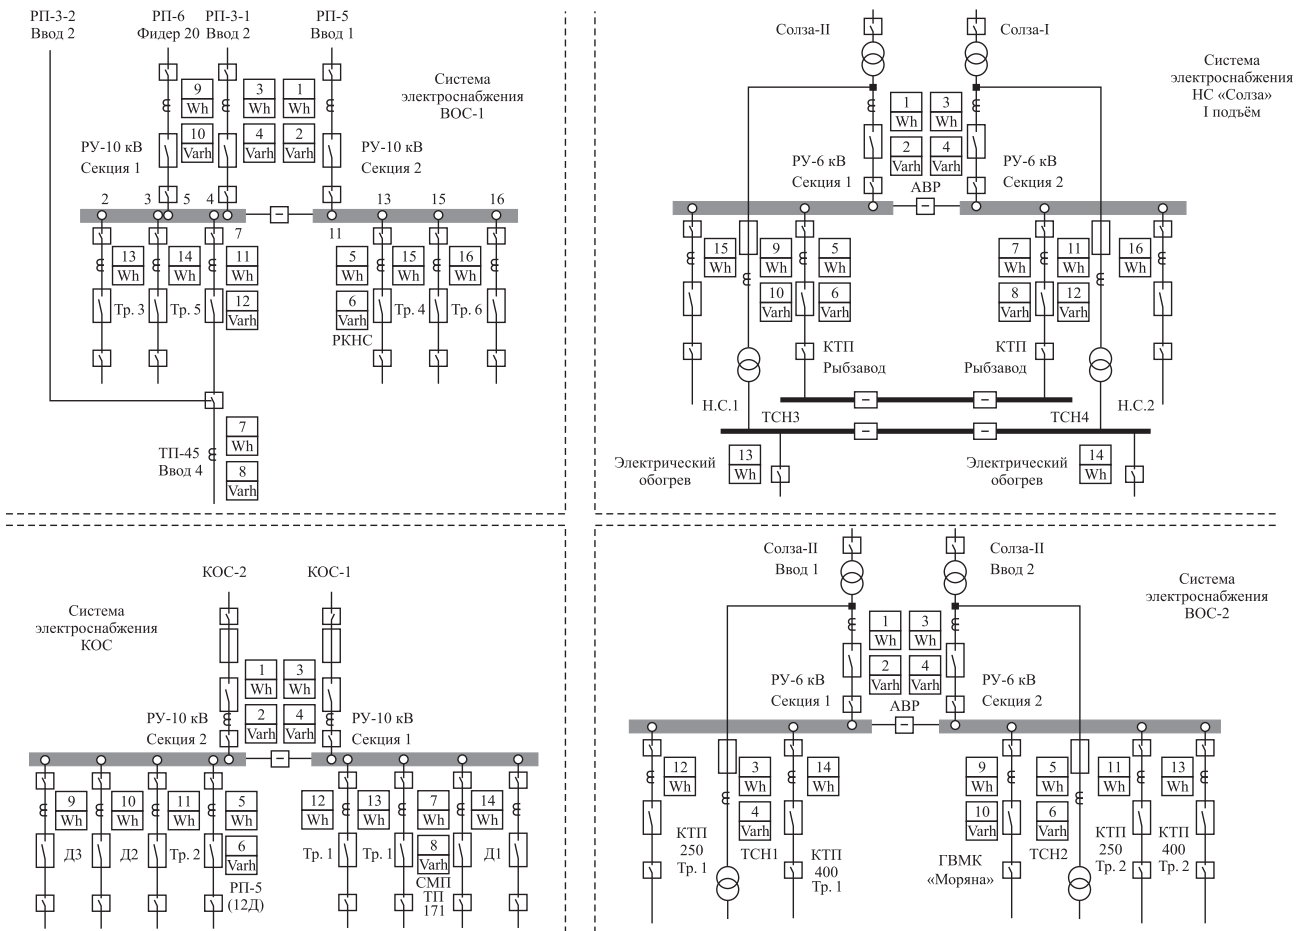 РП-3-2
Ввод 2
РП-6
Фидер 20
РП-3-1
Ввод 2
РП-5
Ввод 1
Система
электроснабжения
ВОС-1
9
Wh
3
Wh
1
Wh
10
Varh
4
Varh
2
Varh
РУ-10 кВ
Секция 1
РУ-10 кВ
Секция 2
2
3
5
4
13
15
16
7
11
13
Wh
14
Wh
11
Wh
5
Wh
15
Wh
16
Wh
Тр. 3
Тр. 5
12
Varh
6
Varh
РКНС
Тр. 4
Тр. 6
7
Wh
ТП-45
Ввод 4
8
Varh
Солза-II
Солза-I
Система
электроснабжения
НС «Солза»
I подъём
1
Wh
3
Wh
2
Varh
4
Varh
РУ-6 кВ
Секция 1
РУ-6 кВ
Секция 2
АВР
15
Wh
9
Wh
5
Wh
7
Wh
11
Wh
16
Wh
10
Varh
6
Varh
8
Varh
12
Varh
КТП
Рыбзавод
КТП
Рыбзавод
Н.С.1
ТСН3
ТСН4
Н.С.2
Электрический
обогрев
13
Wh
Электрический
обогрев
14
Wh
КОС-2
КОС-1
Система
электроснабжения
КОС
1
Wh
3
Wh
2
Varh
4
Varh
РУ-10 кВ
Секция 2
РУ-10 кВ
Секция 1
9
Wh
10
Wh
11
Wh
5
Wh
12
Wh
13
Wh
7
Wh
14
Wh
Д3
Д2
Тр. 2
6
Varh
РП-5
(12Д)
Тр. 1
Тр. 1
8
Varh
СМП
ТП
171
Д1
Солза-II
Ввод 1
Солза-II
Ввод 2
Система
электроснабжения
ВОС-2
1
Wh
3
Wh
2
Varh
4
Varh
РУ-6 кВ
Секция 1
РУ-6 кВ
Секция 2
АВР
12
Wh
3
Wh
14
Wh
9
Wh
5
Wh
11
Wh
13
Wh
4
Varh
10
Varh
6
Varh
КТП
250
Тр. 1
ТСН1
КТП
400
Тр. 1
ГВМК
«Моряна»
ТСН2
КТП
250
Тр. 2
КТП
400
Тр. 2